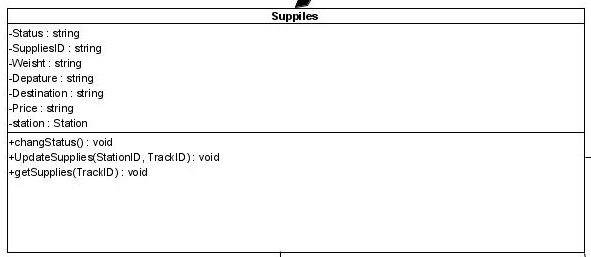 Suppiles
-Status : string
-SuppliesID : string
-Weisht : string
-Depature : string
-Destination : string
-Price : string
-station : Station
+changStatus() : void
+UpdateSupplies(StationID, TrackID) : void
+getSupplies(TrackID) : void